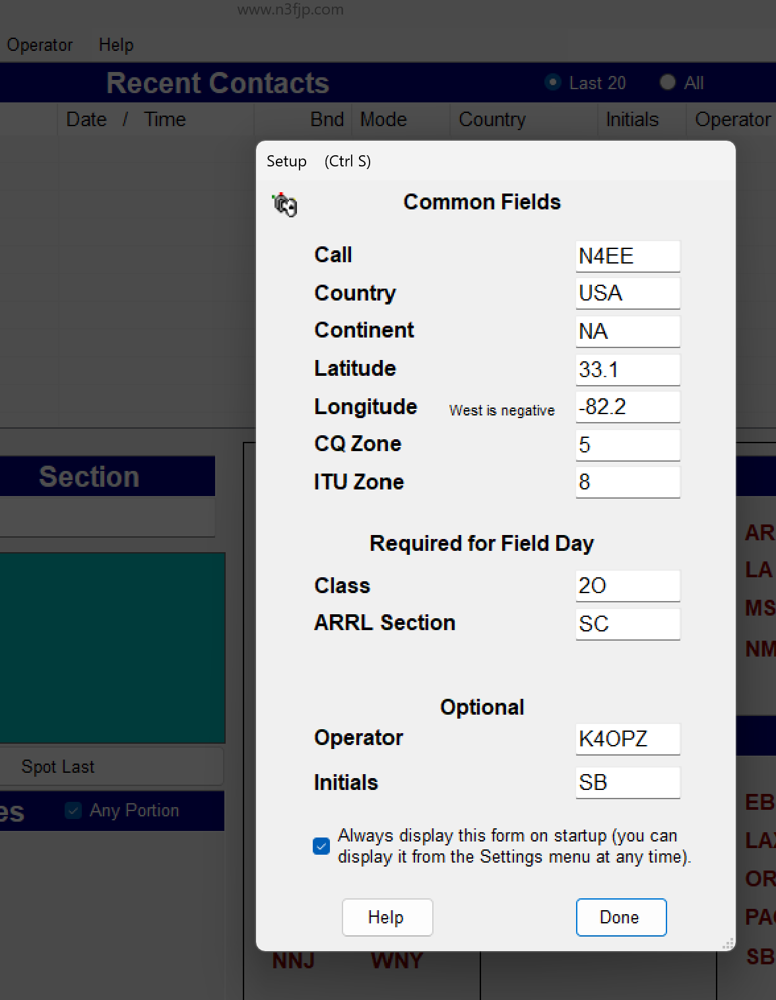 www.n3fjp.com
Operator Help
Recent Contacts Last 20 All
Date / Time Bnd Mode Country Initials Operator
Setup (Ctrl S)
Common Fields
Call N4EE
Country USA
Continent NA
Latitude 33.1
Longitude West is negative -82.2
CQ Zone 5
ITU Zone 8
Section
Required for Field Day
Class 2O
ARRL Section SC
Optional
Operator K4OPZ
Initials SB
Always display this form on startup (you can
display it from the Settings menu at any time).
Help Done
Spot Last
es Any Portion
AR
LA
MS
NM
EB
LAX
OR
PAC
SB
NNJ WNY